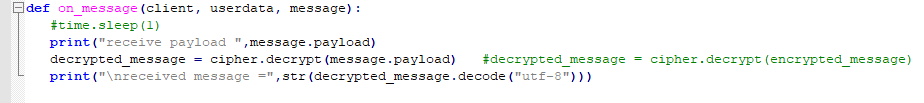 def on_message(client, userdata, message):
   #time.sleep(1)
   print("receive payload ",message.payload)
   decrypted_message = cipher.decrypt(message.payload)   #decrypted_message = cipher.decrypt(encrypted_message)
   print("\nreceived message =",str(decrypted_message.decode("utf-8")))